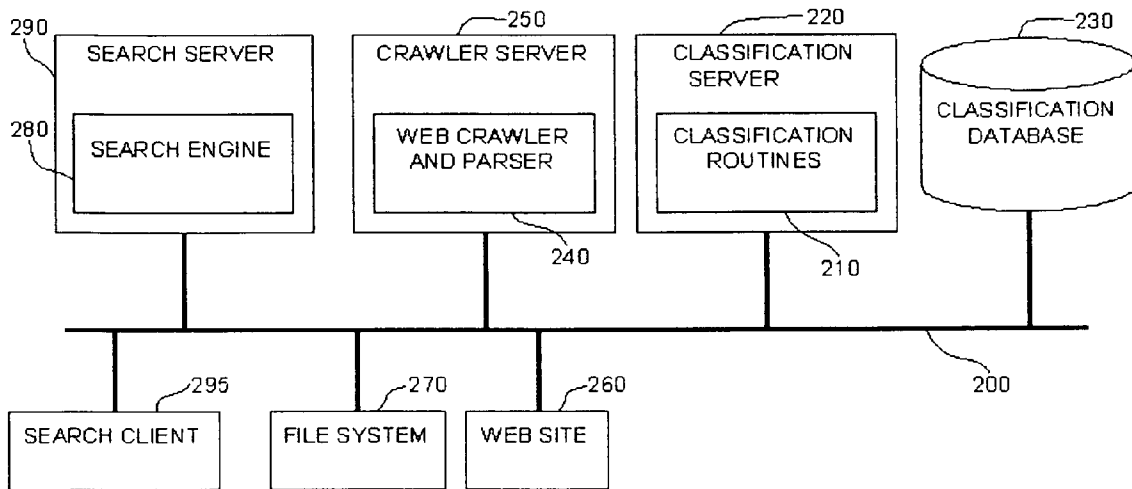 290
SEARCH SERVER
280
SEARCH ENGINE
250
CRAWLER SERVER
WEB CRAWLER
AND PARSER
240
220
CLASSIFICATION
SERVER
CLASSIFICATION
ROUTINES
210
230
CLASSIFICATION
DATABASE
200
295
SEARCH CLIENT
270
FILE SYSTEM
260
WEB SITE